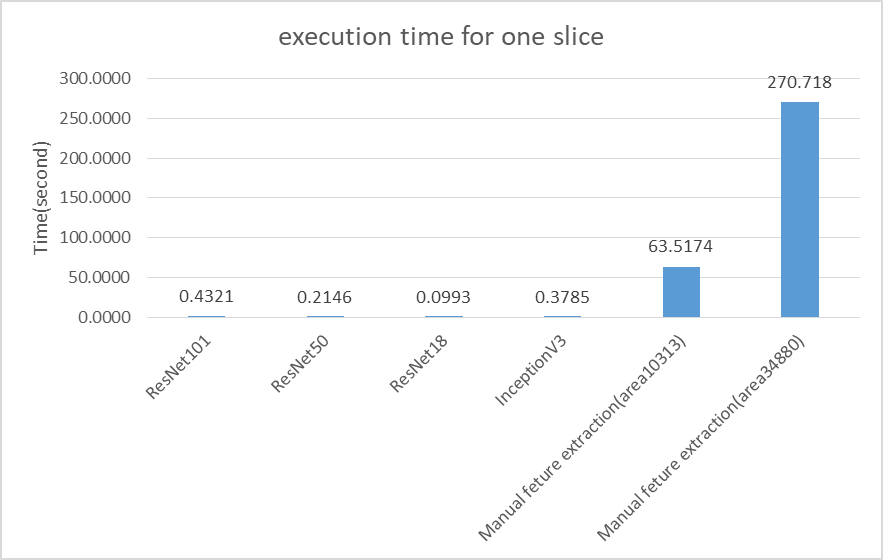 execution time for one slice
Time(second)
300.0000
250.0000
200.0000
150.0000
100.0000
50.0000
0.0000
0.4321
0.2146
0.0993
0.3785
63.5174
270.718
ResNet101
ResNet50
ResNet18
InceptionV3
Manual feture extraction(area10313)
Manual feture extraction(area34880)